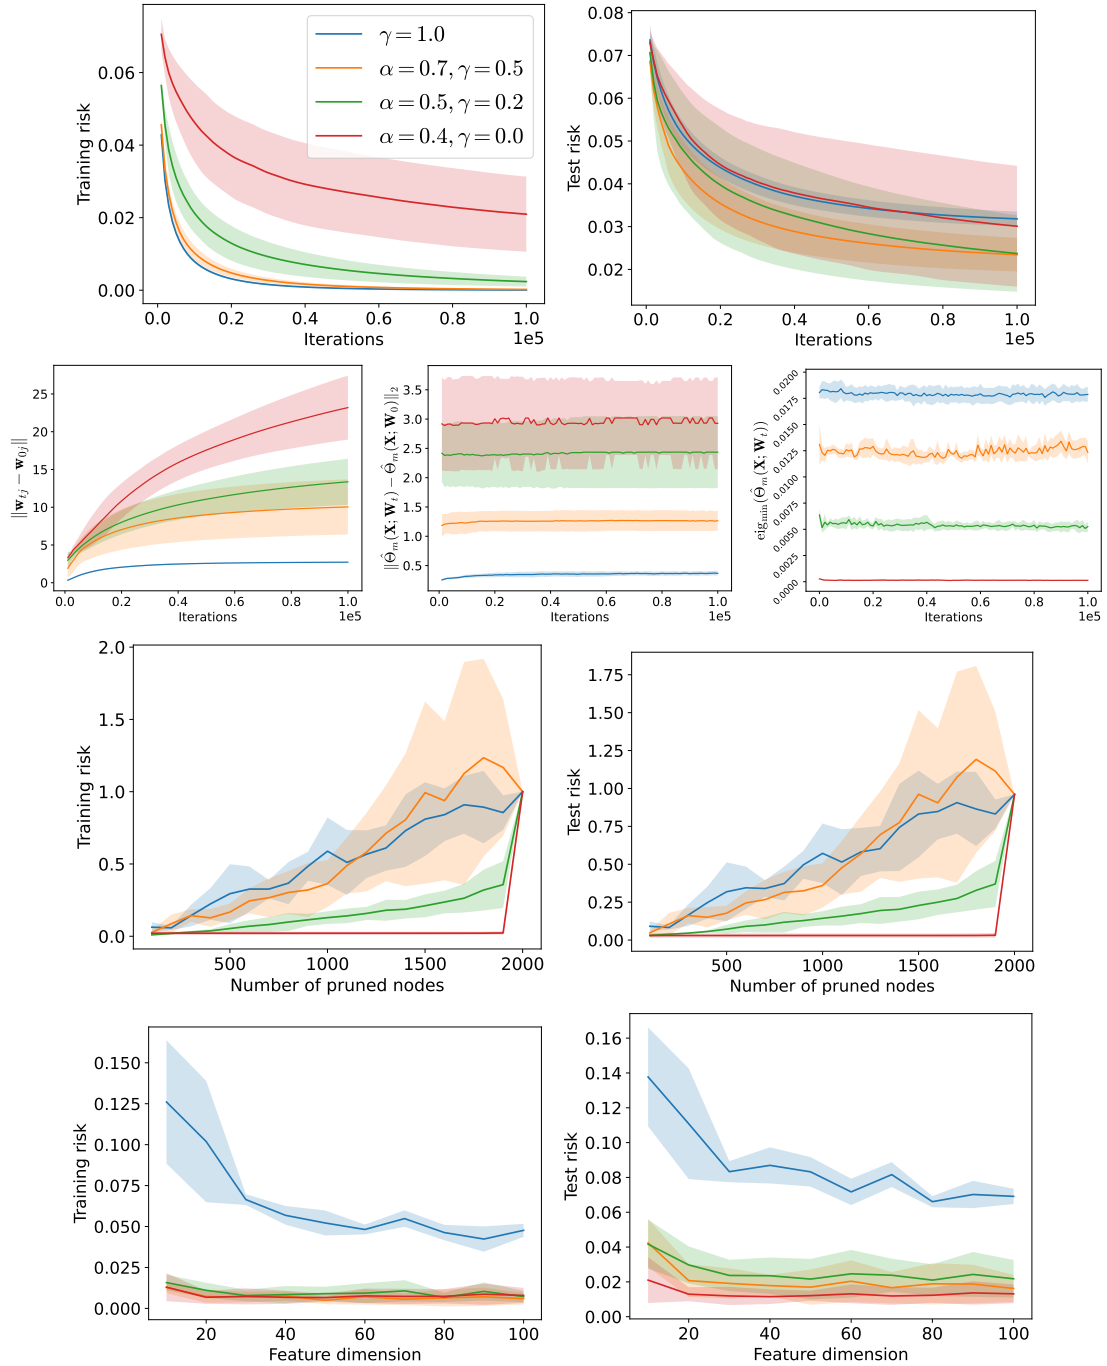 Training risk
0.06
0.04
0.02
0.00
0.0 0.2 0.4 0.6 0.8 1.0
Iterations
1e5
γ = 1.0
α = 0.7, γ = 0.5
α = 0.5, γ = 0.2
α = 0.4, γ = 0.0
Test risk
0.08
0.07
0.06
0.05
0.04
0.03
0.02
0.0 0.2 0.4 0.6 0.8 1.0
Iterations
1e5
‖w_{tj} − w_{0j}‖
25
20
15
10
5
0
0.0 0.2 0.4 0.6 0.8 1.0
Iterations
1e5
‖Θ̂_m(X; W_t) − Θ̂_m(X; W_0)‖_2
3.5
3.0
2.5
2.0
1.5
1.0
0.5
0.0 0.2 0.4 0.6 0.8 1.0
Iterations
1e5
eig_min(Θ̂_m(X; W_t))
0.0200
0.0175
0.0150
0.0125
0.0100
0.0075
0.0050
0.0025
0.0000
0.0 0.2 0.4 0.6 0.8 1.0
Iterations
1e5
Training risk
2.0
1.5
1.0
0.5
0.0
500 1000 1500 2000
Number of pruned nodes
Test risk
1.75
1.50
1.25
1.00
0.75
0.50
0.25
0.00
500 1000 1500 2000
Number of pruned nodes
Training risk
0.150
0.125
0.100
0.075
0.050
0.025
0.000
20 40 60 80 100
Feature dimension
Test risk
0.16
0.14
0.12
0.10
0.08
0.06
0.04
0.02
0.00
20 40 60 80 100
Feature dimension